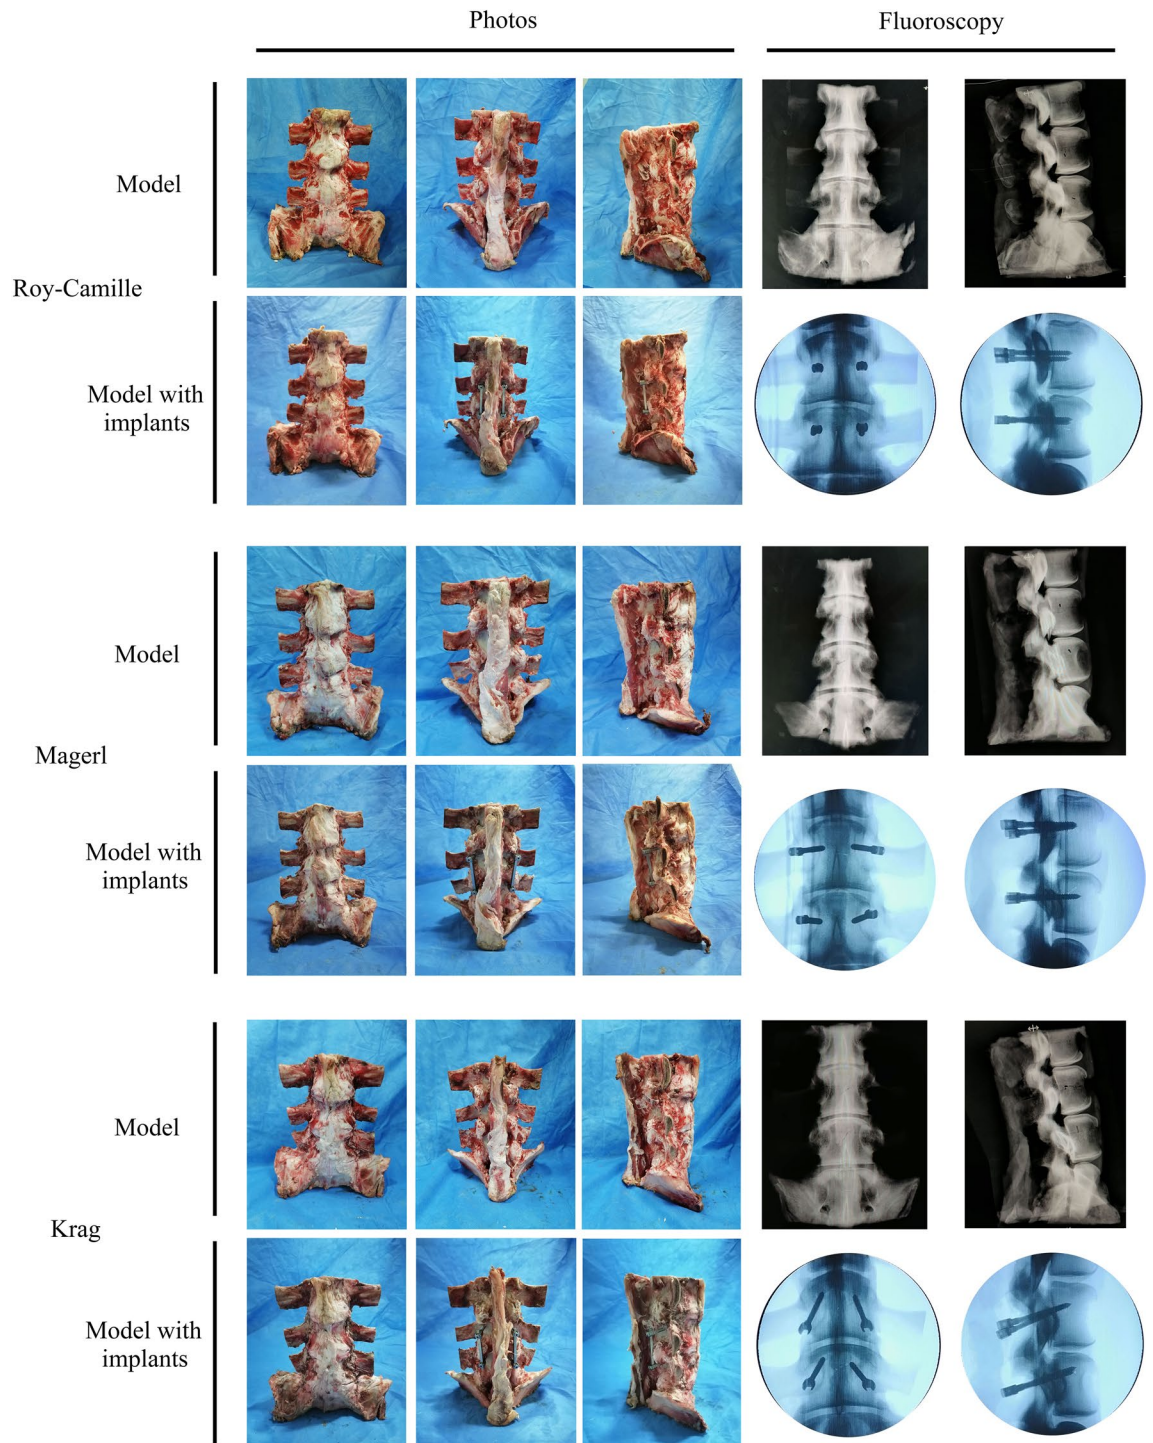 Photos
Fluoroscopy
Model
Roy-Camille
Model with
implants
Model
Magerl
Model with
implants
Model
Krag
Model with
implants